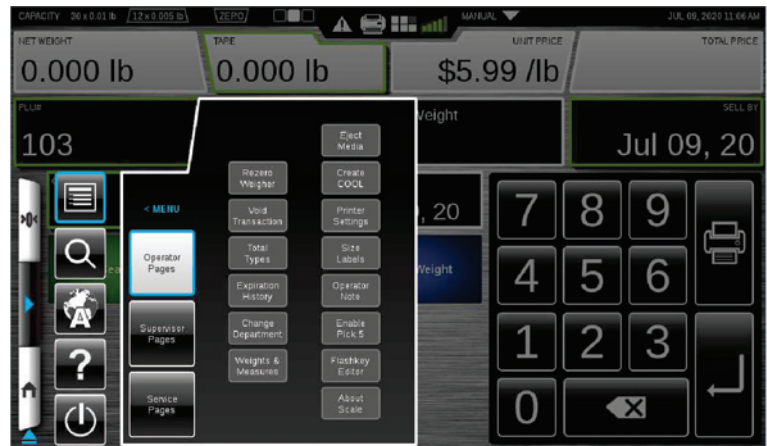 CAPACITY 30 x 0.01 lb 12 x 0.005 lb ZERO MANUAL JUL 09, 2020 11:06 AM
NET WEIGHT TARE UNIT PRICE TOTAL PRICE
0.000 lb 0.000 lb $5.99 /lb
PLU# Weight SELL BY
103 Jul 09, 20
Eject
Media
Rezero
Weigher
Create
COOL
< MENU
Void
Transaction
Printer
Settings
, 20
7 8 9
Operator
Pages
Total
Types
Size
Labels
Weight
Expiration
History
Operator
Note
4 5 6
A
Supervisor
Pages
Change
Department
Enable
Pick 5
1 2 3
?
Weights &
Measures
Flashkey
Editor
Service
Pages
About
Scale
0